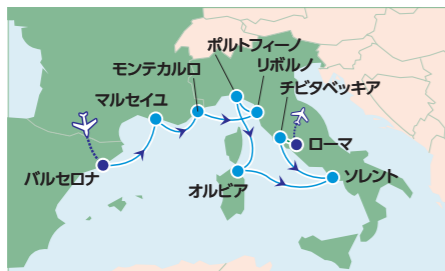 ポルトフィーノ
モンテカルロ
リボルノ
マルセイユ
チビタベッキア
ローマ
バルセロナ
オルビア
ソレント